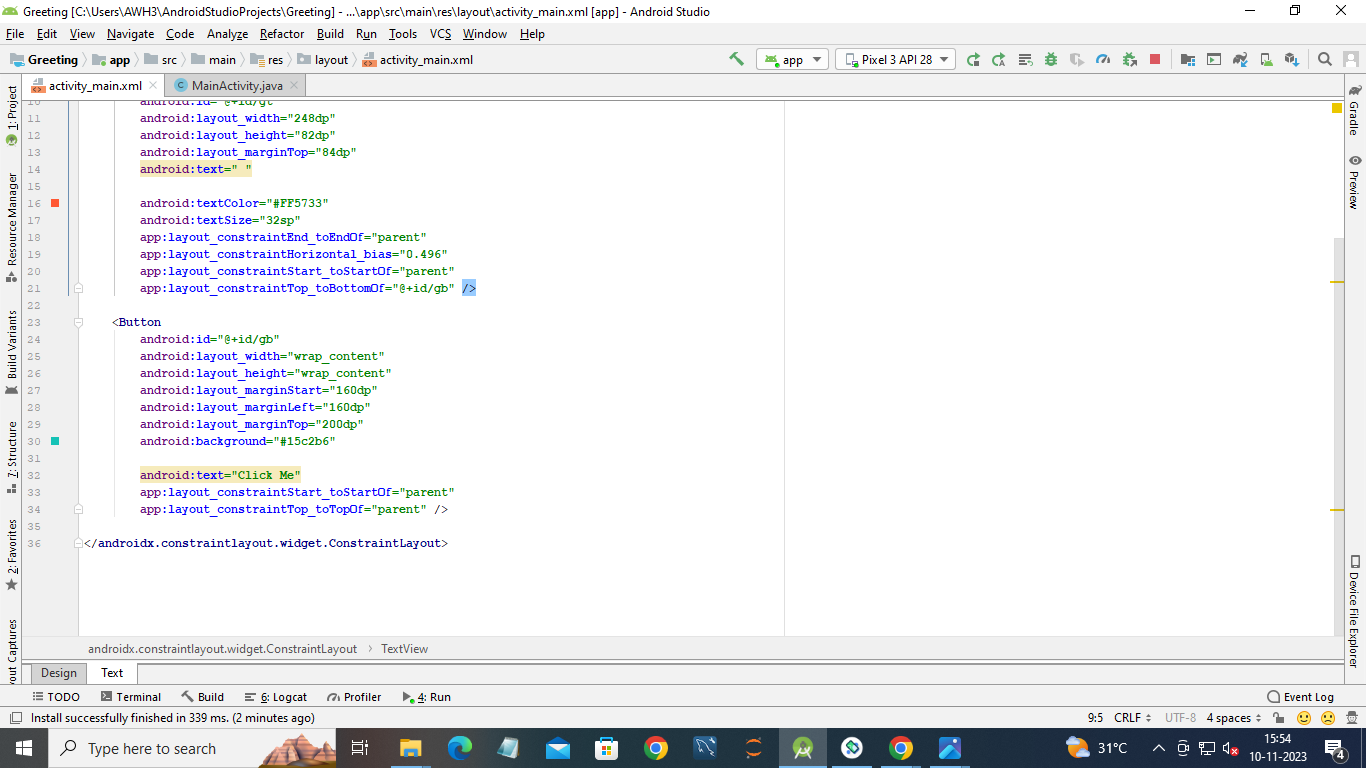 Greeting [C:\Users\AWH3\AndroidStudioProjects\Greeting] - ...\app\src\main\res\layout\activity_main.xml [app] - Android Studio
File Edit View Navigate Code Analyze Refactor Build Run Tools VCS Window Help
Greeting app src main res layout activity_main.xml app Pixel 3 API 28
activity_main.xml MainActivity.java
10 android:id="@+id/gt"
11 android:layout_width="248dp"
12 android:layout_height="82dp"
13 android:layout_marginTop="84dp"
14 android:text=" "
15
16 android:textColor="#FF5733"
17 android:textSize="32sp"
18 app:layout_constraintEnd_toEndOf="parent"
19 app:layout_constraintHorizontal_bias="0.496"
20 app:layout_constraintStart_toStartOf="parent"
21 app:layout_constraintTop_toBottomOf="@+id/gb" />
22
23 <Button
24 android:id="@+id/gb"
25 android:layout_width="wrap_content"
26 android:layout_height="wrap_content"
27 android:layout_marginStart="160dp"
28 android:layout_marginLeft="160dp"
29 android:layout_marginTop="200dp"
30 android:background="#15c2b6"
31
32 android:text="Click Me"
33 app:layout_constraintStart_toStartOf="parent"
34 app:layout_constraintTop_toTopOf="parent" />
35
36 </androidx.constraintlayout.widget.ConstraintLayout>
1: Project
Resource Manager
Build Variants
7: Structure
2: Favorites
out Captures
Gradle
Preview
Device File Explorer
androidx.constraintlayout.widget.ConstraintLayout › TextView
Design Text
TODO Terminal Build 6: Logcat Profiler 4: Run Event Log
Install successfully finished in 339 ms. (2 minutes ago) 9:5 CRLF UTF-8 4 spaces
Type here to search 31°C 15:54
10-11-2023 4